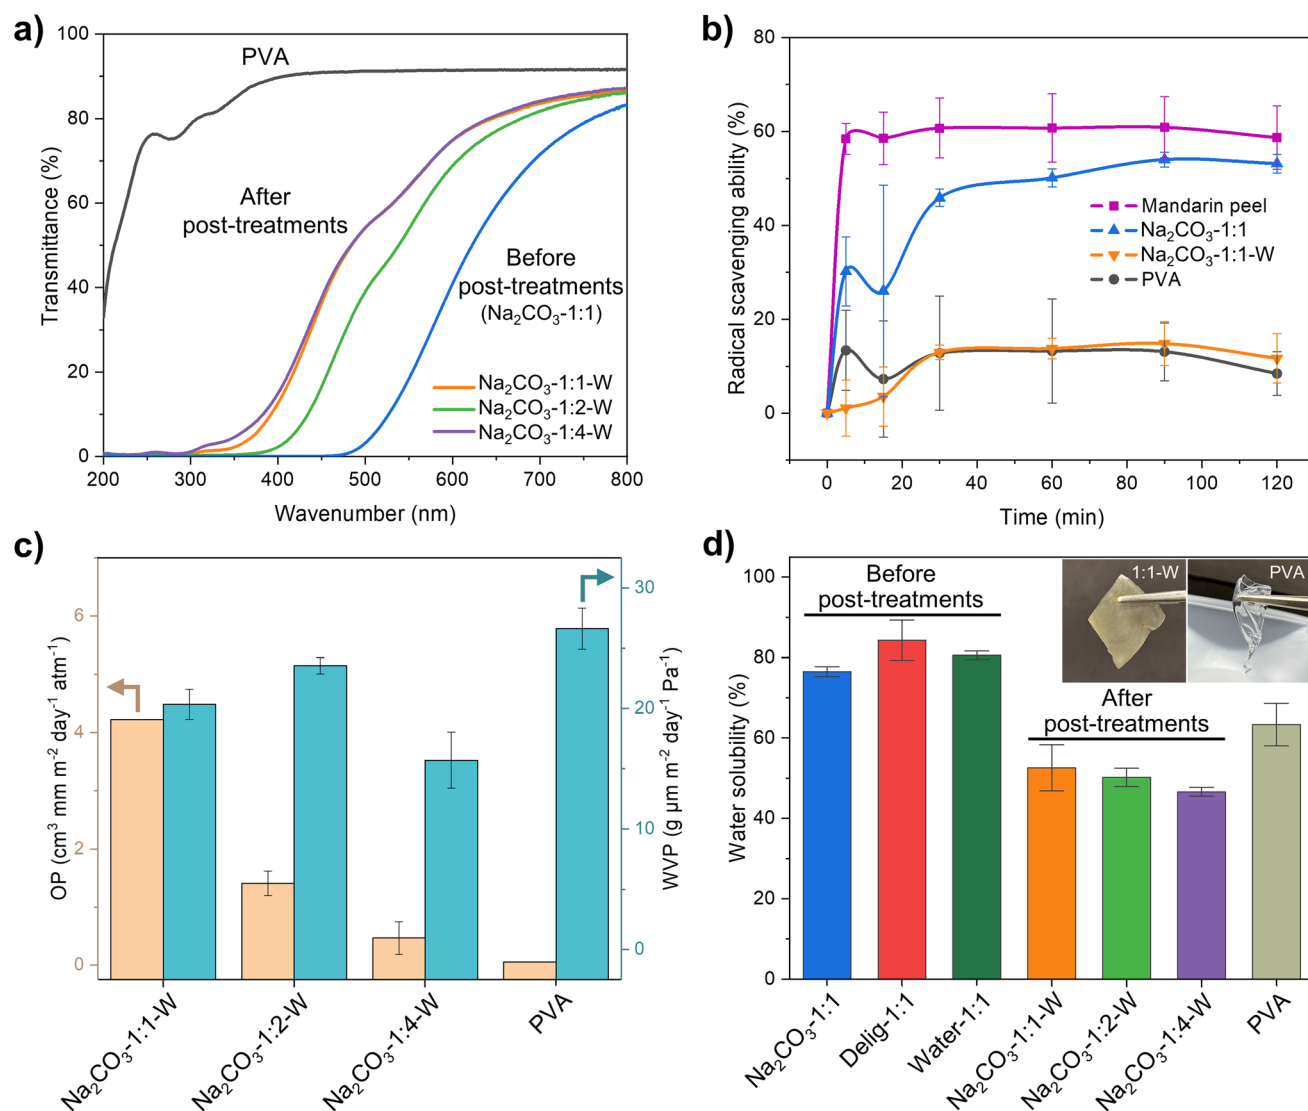 a)
100
80
60
40
20
0
Transmittance (%)
PVA
After
post-treatments
Before
post-treatments
(Na₂CO₃-1:1)
Na₂CO₃-1:1-W
Na₂CO₃-1:2-W
Na₂CO₃-1:4-W
200
300
400
500
600
700
800
Wavenumber (nm)
b)
80
60
40
20
0
Radical scavenging ability (%)
Mandarin peel
Na₂CO₃-1:1
Na₂CO₃-1:1-W
PVA
0
20
40
60
80
100
120
Time (min)
c)
6
4
2
0
OP (cm³ mm m⁻² day⁻¹ atm⁻¹)
30
20
10
0
WVP (g μm m⁻² day⁻¹ Pa⁻¹)
Na₂CO₃-1:1-W
Na₂CO₃-1:2-W
Na₂CO₃-1:4-W
PVA
d)
100
80
60
40
20
0
Water solubility (%)
Before
post-treatments
1:1-W
PVA
After
post-treatments
Na₂CO₃-1:1
Delig-1:1
Water-1:1
Na₂CO₃-1:1-W
Na₂CO₃-1:2-W
Na₂CO₃-1:4-W
PVA